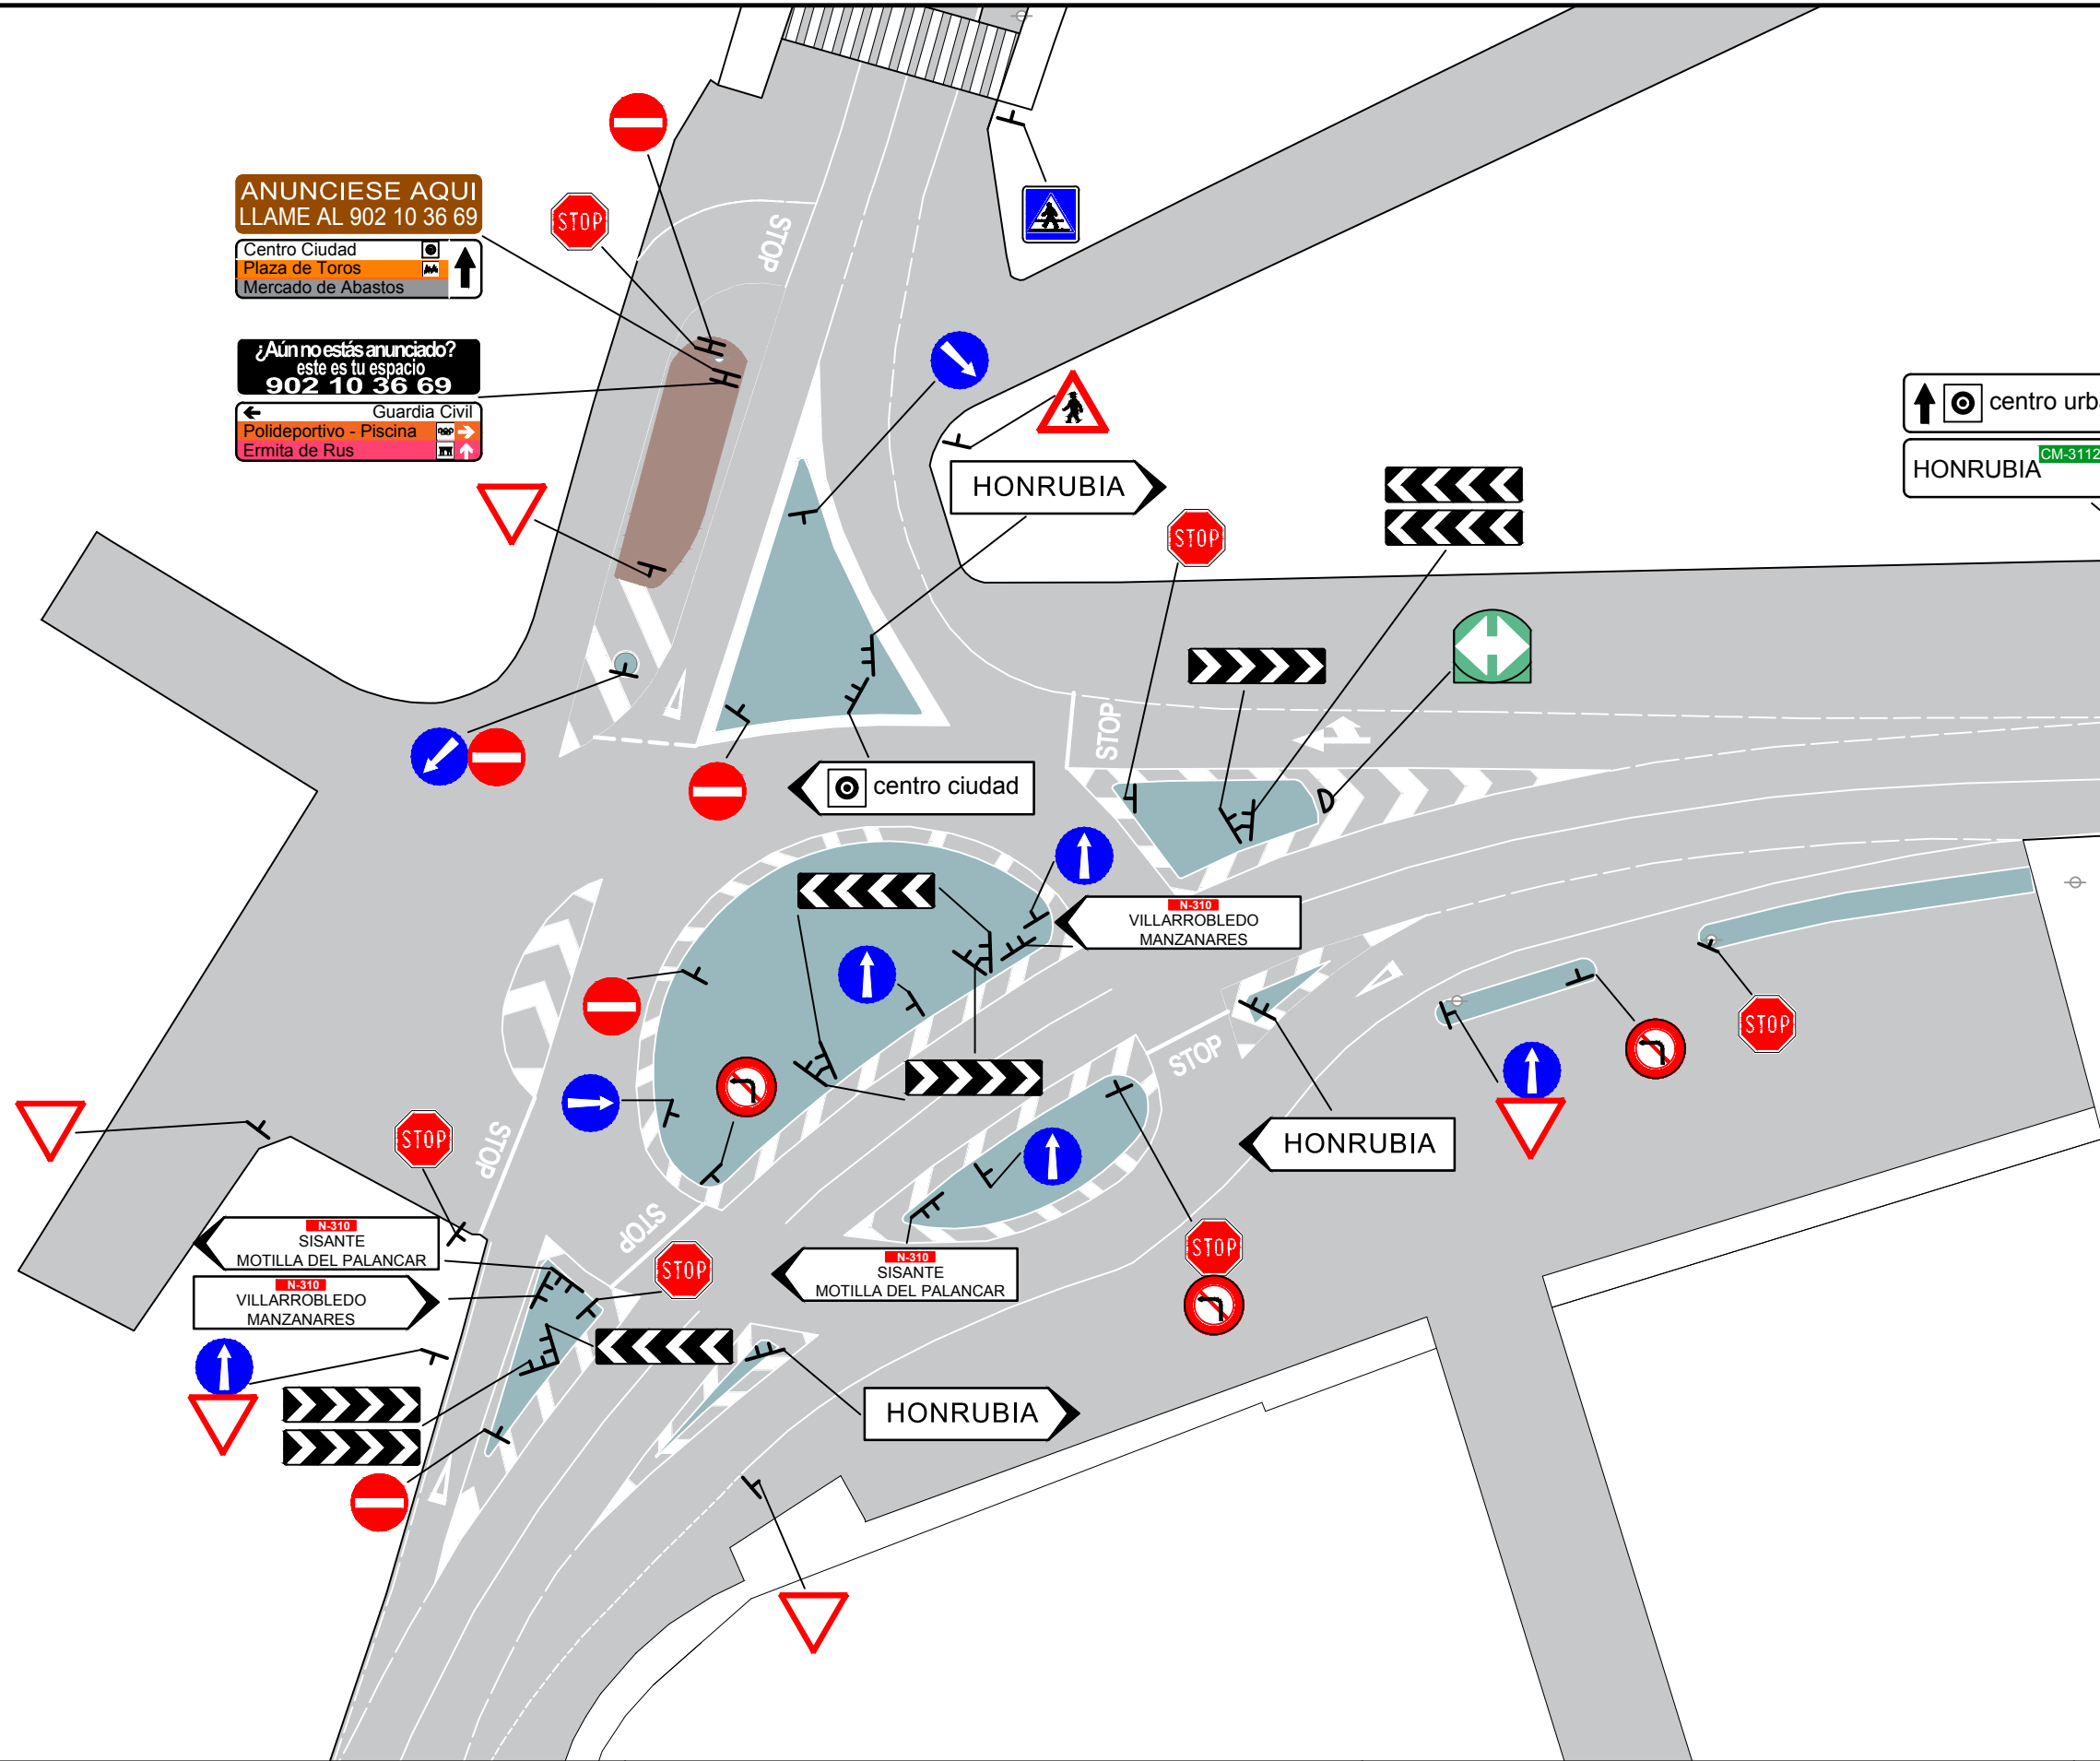 ANUNCIESE AQUI
LLAME AL 902 10 36 69
Centro Ciudad
Plaza de Toros
Mercado de Abastos
STOP
STOP
¿Aún no estás anunciado?
este es tu espacio
902 10 36 69
Guardia Civil
Polideportivo - Piscina
Ermita de Rus
HONRUBIA
STOP
centro urb
CM-3112
HONRUBIA
STOP
centro ciudad
N-310
VILLARROBLEDO
MANZANARES
STOP
STOP
HONRUBIA
STOP
STOP
STOP
N-310
SISANTE
MOTILLA DEL PALANCAR
N-310
VILLARROBLEDO
MANZANARES
STOP
N-310
SISANTE
MOTILLA DEL PALANCAR
STOP
HONRUBIA